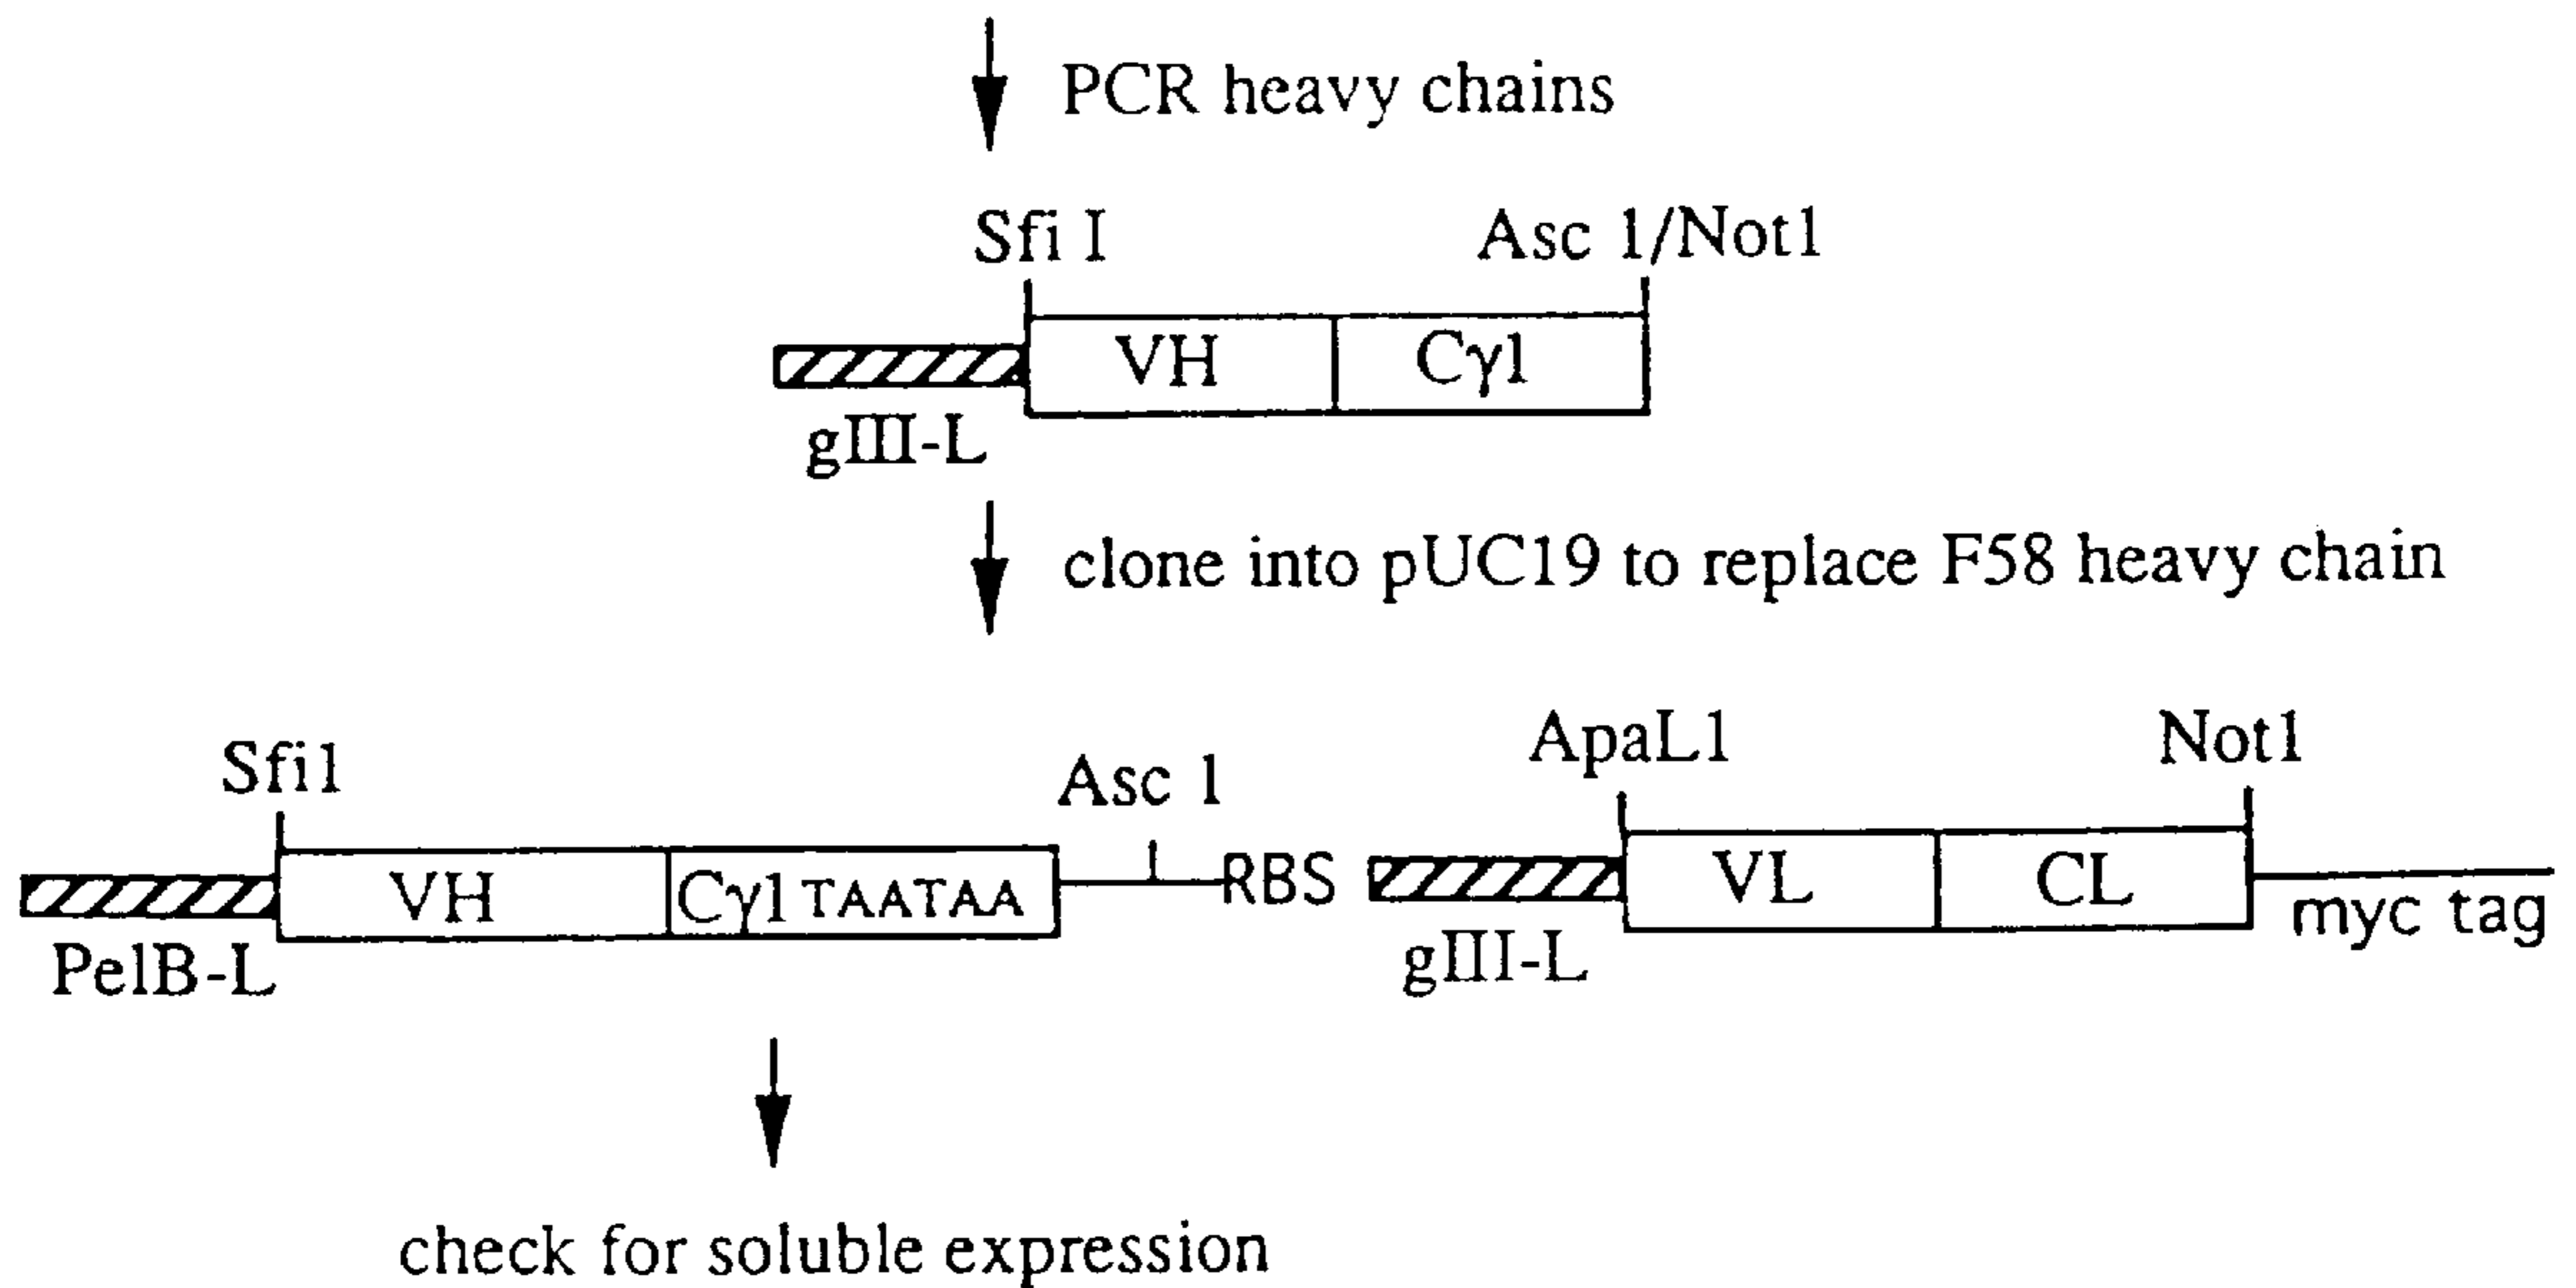 PCR heavy chains
Sfi I
Asc 1/Not1
VH
Cγ1
gIII-L
clone into pUC19 to replace F58 heavy chain
Sfi1
Asc 1
ApaL1
Not1
VH
Cγ1 TAATAA
RBS
VL
CL
myc tag
PelB-L
gIII-L
check for soluble expression